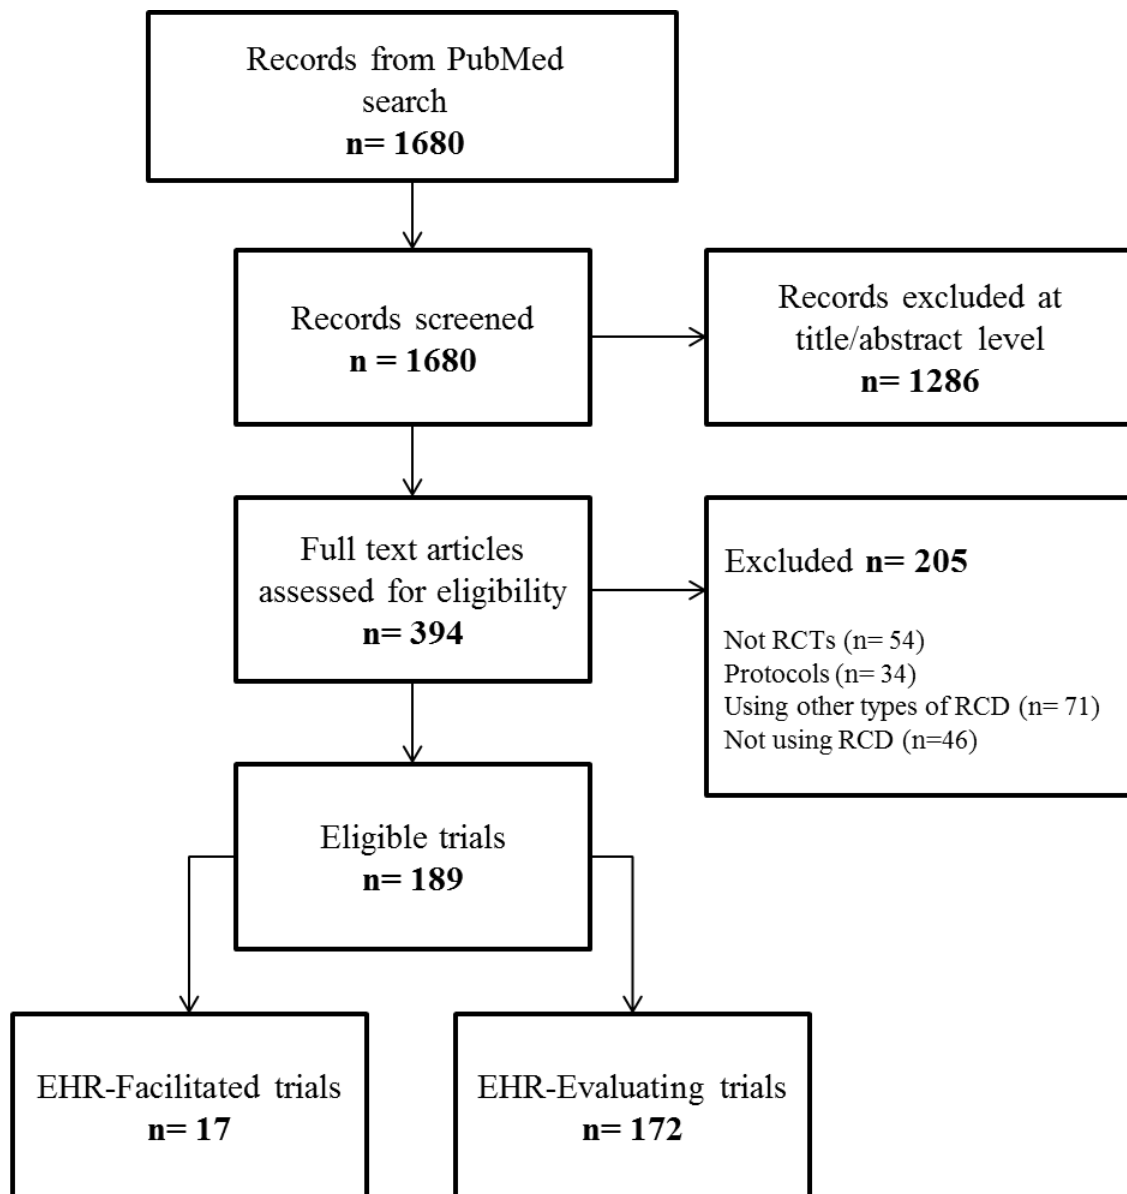 Records from PubMed
search
n= 1680
Records screened
n = 1680
Records excluded at
title/abstract level
n= 1286
Full text articles
assessed for eligibility
n= 394
Excluded n= 205
Not RCTs (n= 54)
Protocols (n= 34)
Using other types of RCD (n= 71)
Not using RCD (n=46)
Eligible trials
n= 189
EHR-Facilitated trials
n= 17
EHR-Evaluating trials
n= 172